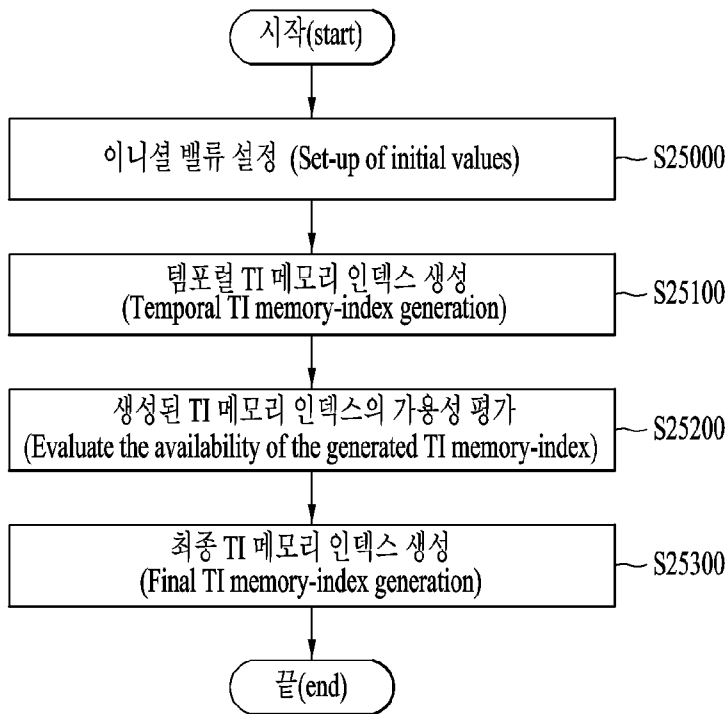 시작(start)
이니셜 밸류 설정 (Set-up of initial values)
S25000
템포럴 TI 메모리 인덱스 생성
(Temporal TI memory-index generation)
S25100
생성된 TI 메모리 인덱스의 가용성 평가
(Evaluate the availability of the generated TI memory-index)
S25200
최종 TI 메모리 인덱스 생성
(Final TI memory-index generation)
S25300
끝(end)